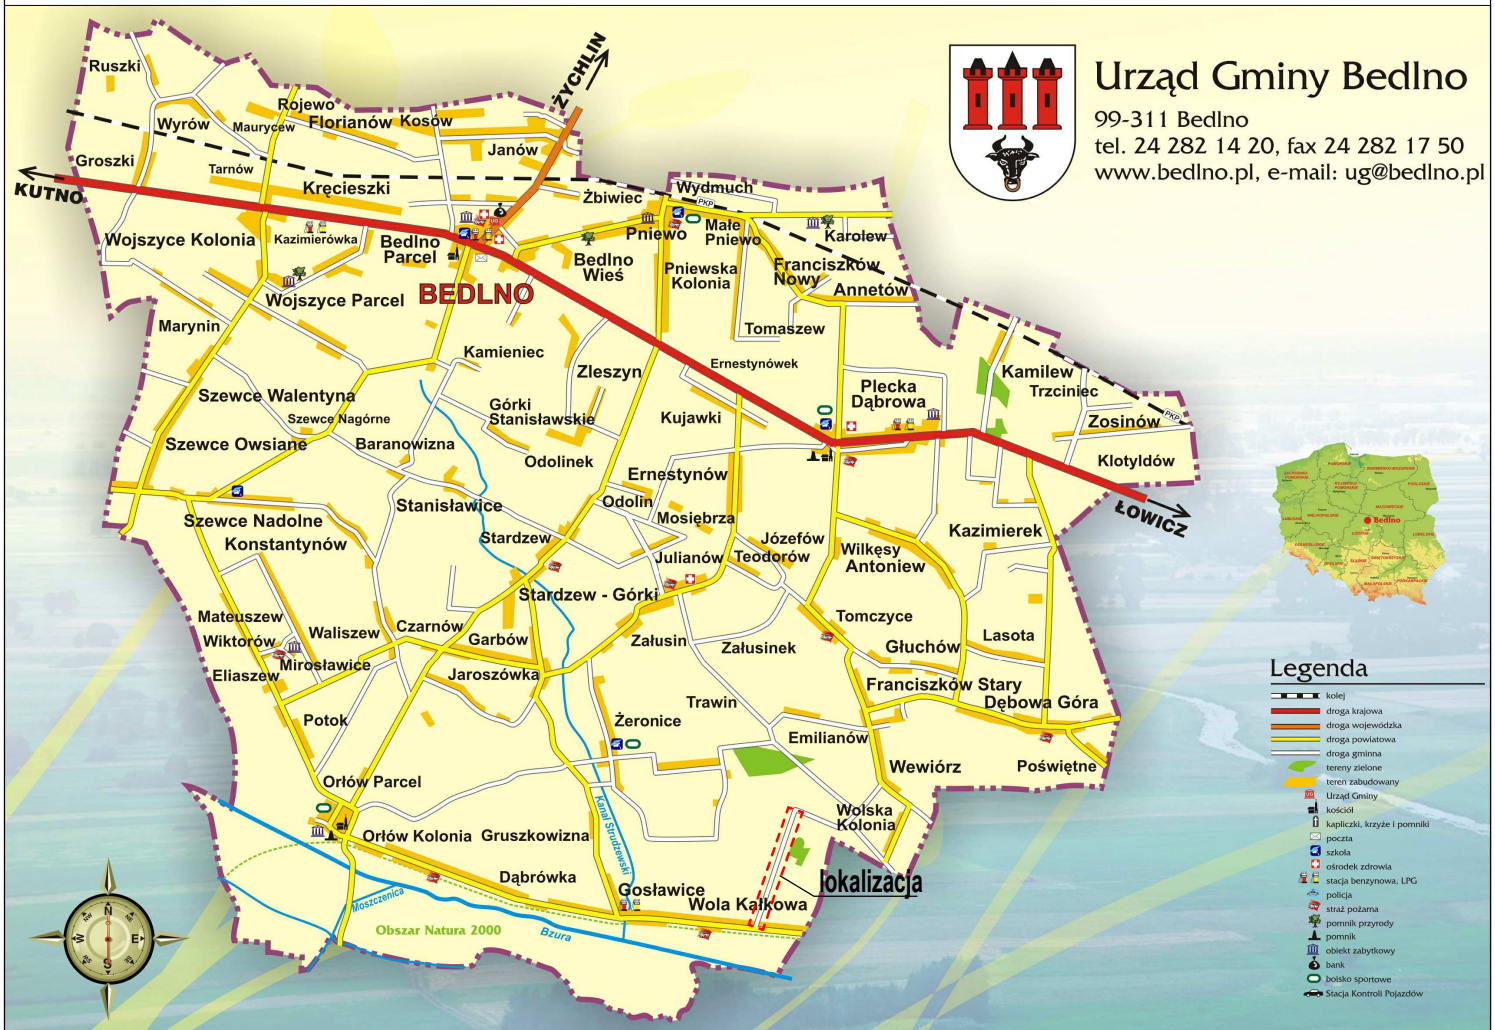 Urząd Gminy Bedlno
99-311 Bedlno
tel. 24 282 14 20, fax 24 282 17 50
www.bedlno.pl, e-mail: ug@bedlno.pl
ŻYCHLIN
Ruszki
Rojewo
Wyrów
Maurycew
Florianów
Kosów
Groszki
Janów
Tarnów
KUTNO
Kręcieszki
Żbiwiec
Wydmuch
PKP
Wojszyce Kolonia
Kazimierówka
Bedlno
Parcel
Pniewo
Małe
Pniewo
Karolew
Bedlno
Wieś
Pniewska
Kolonia
Franciszków
Nowy
Annetów
Wojszyce Parcel
BEDLNO
Marynin
Tomaszew
Kamieniec
Zleszyn
Ernestynówek
Kamilew
Trzciniec
Plecka
Dąbrowa
Szewce Walentyna
Górki
Stanisławskie
Szewce Nagórne
Kujawki
PKP
Zosinów
Szewce Owsiane
Baranowizna
Odolinek
Klotyldów
Ernestynów
Stanisławice
Odolin
ŁOWICZ
Szewce Nadolne
Mosiębrza
Kazimierek
Konstantynów
Stardzew
Józefów
Julianów
Teodorów
Wilkęsy
Antoniew
Stardzew - Górki
Mateuszew
Tomczyce
Wiktorów
Waliszew
Czarnów
Garbów
Załusin
Załusinek
Głuchów
Lasota
Mirosławice
Eliaszew
Jaroszówka
Franciszków Stary
Trawin
Dębowa Góra
Potok
Żeronice
Emilianów
Wewiórz
Poświętne
Orłów Parcel
Kanał Strudzewski
Wolska
Kolonia
Orłów Kolonia
Gruszkowizna
Dąbrówka
lokalizacja
Gosławice
Moszczenica
Wola Kałkowa
Obszar Natura 2000
Bzura
N
NE
E
SE
S
SW
W
NW
Bedlno
Legenda
kolej
droga krajowa
droga wojewódzka
droga powiatowa
droga gminna
tereny zielone
teren zabudowany
Urząd Gminy
kościół
kapliczki, krzyże i pomniki
poczta
szkoła
ośrodek zdrowia
stacja benzynowa, LPG
policja
straż pożarna
pomnik przyrody
pomnik
obiekt zabytkowy
bank
boisko sportowe
Stacja Kontroli Pojazdów